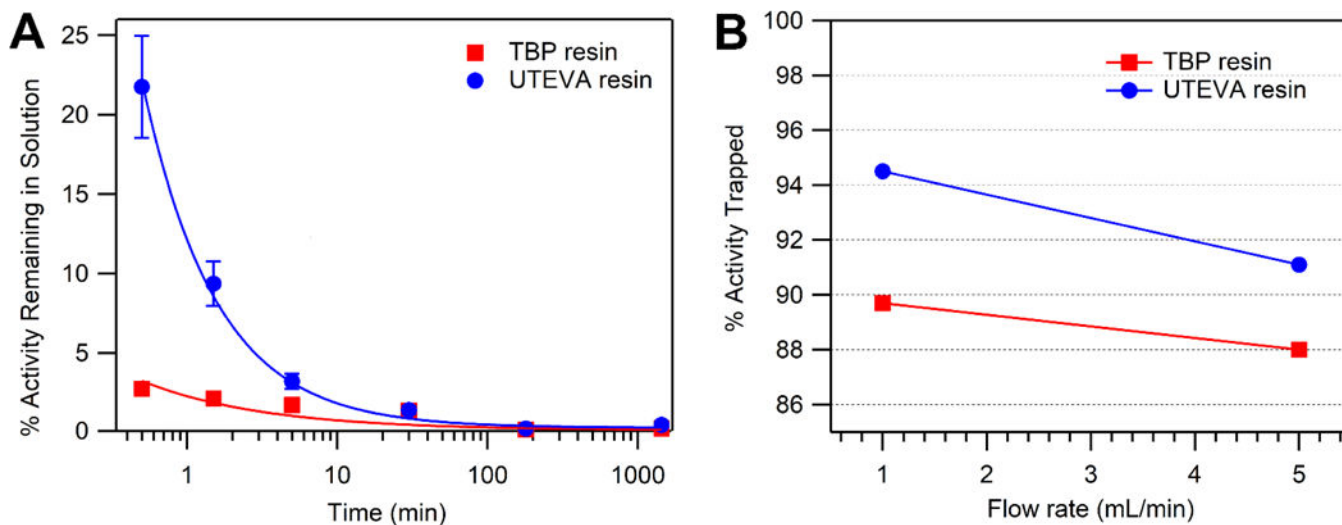 A
25
20
15
10
5
0
% Activity Remaining in Solution
TBP resin
UTEVA resin
1
10
100
1000
Time (min)
B
100
98
96
94
92
90
88
86
% Activity Trapped
TBP resin
UTEVA resin
1
2
3
4
5
Flow rate (mL/min)